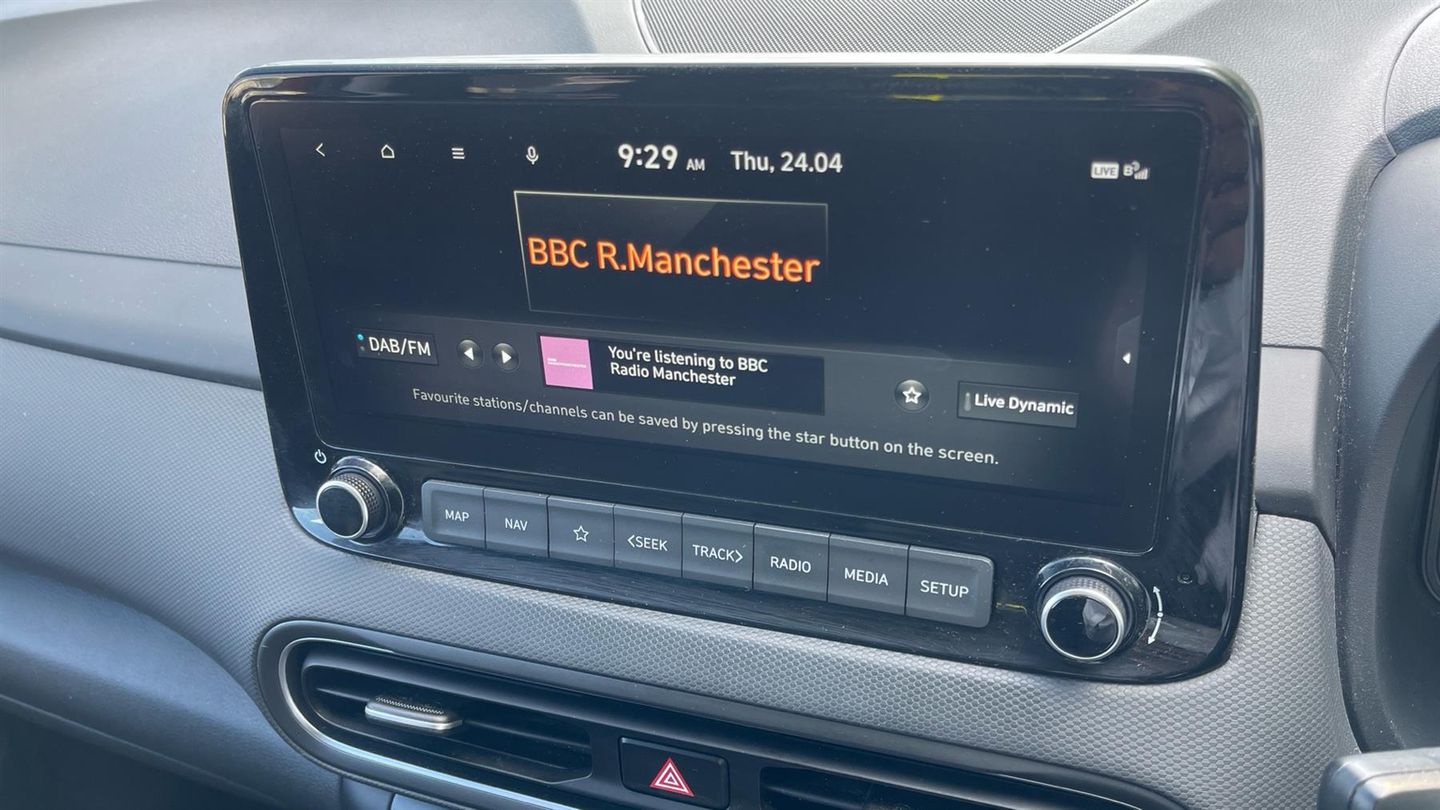 9:29 AM Thu, 24.04
LIVE
BBC R.Manchester
DAB/FM
You're listening to BBC
Radio Manchester
Live Dynamic
Favourite stations/channels can be saved by pressing the star button on the screen.
MAP
NAV
<SEEK
TRACK>
RADIO
MEDIA
SETUP